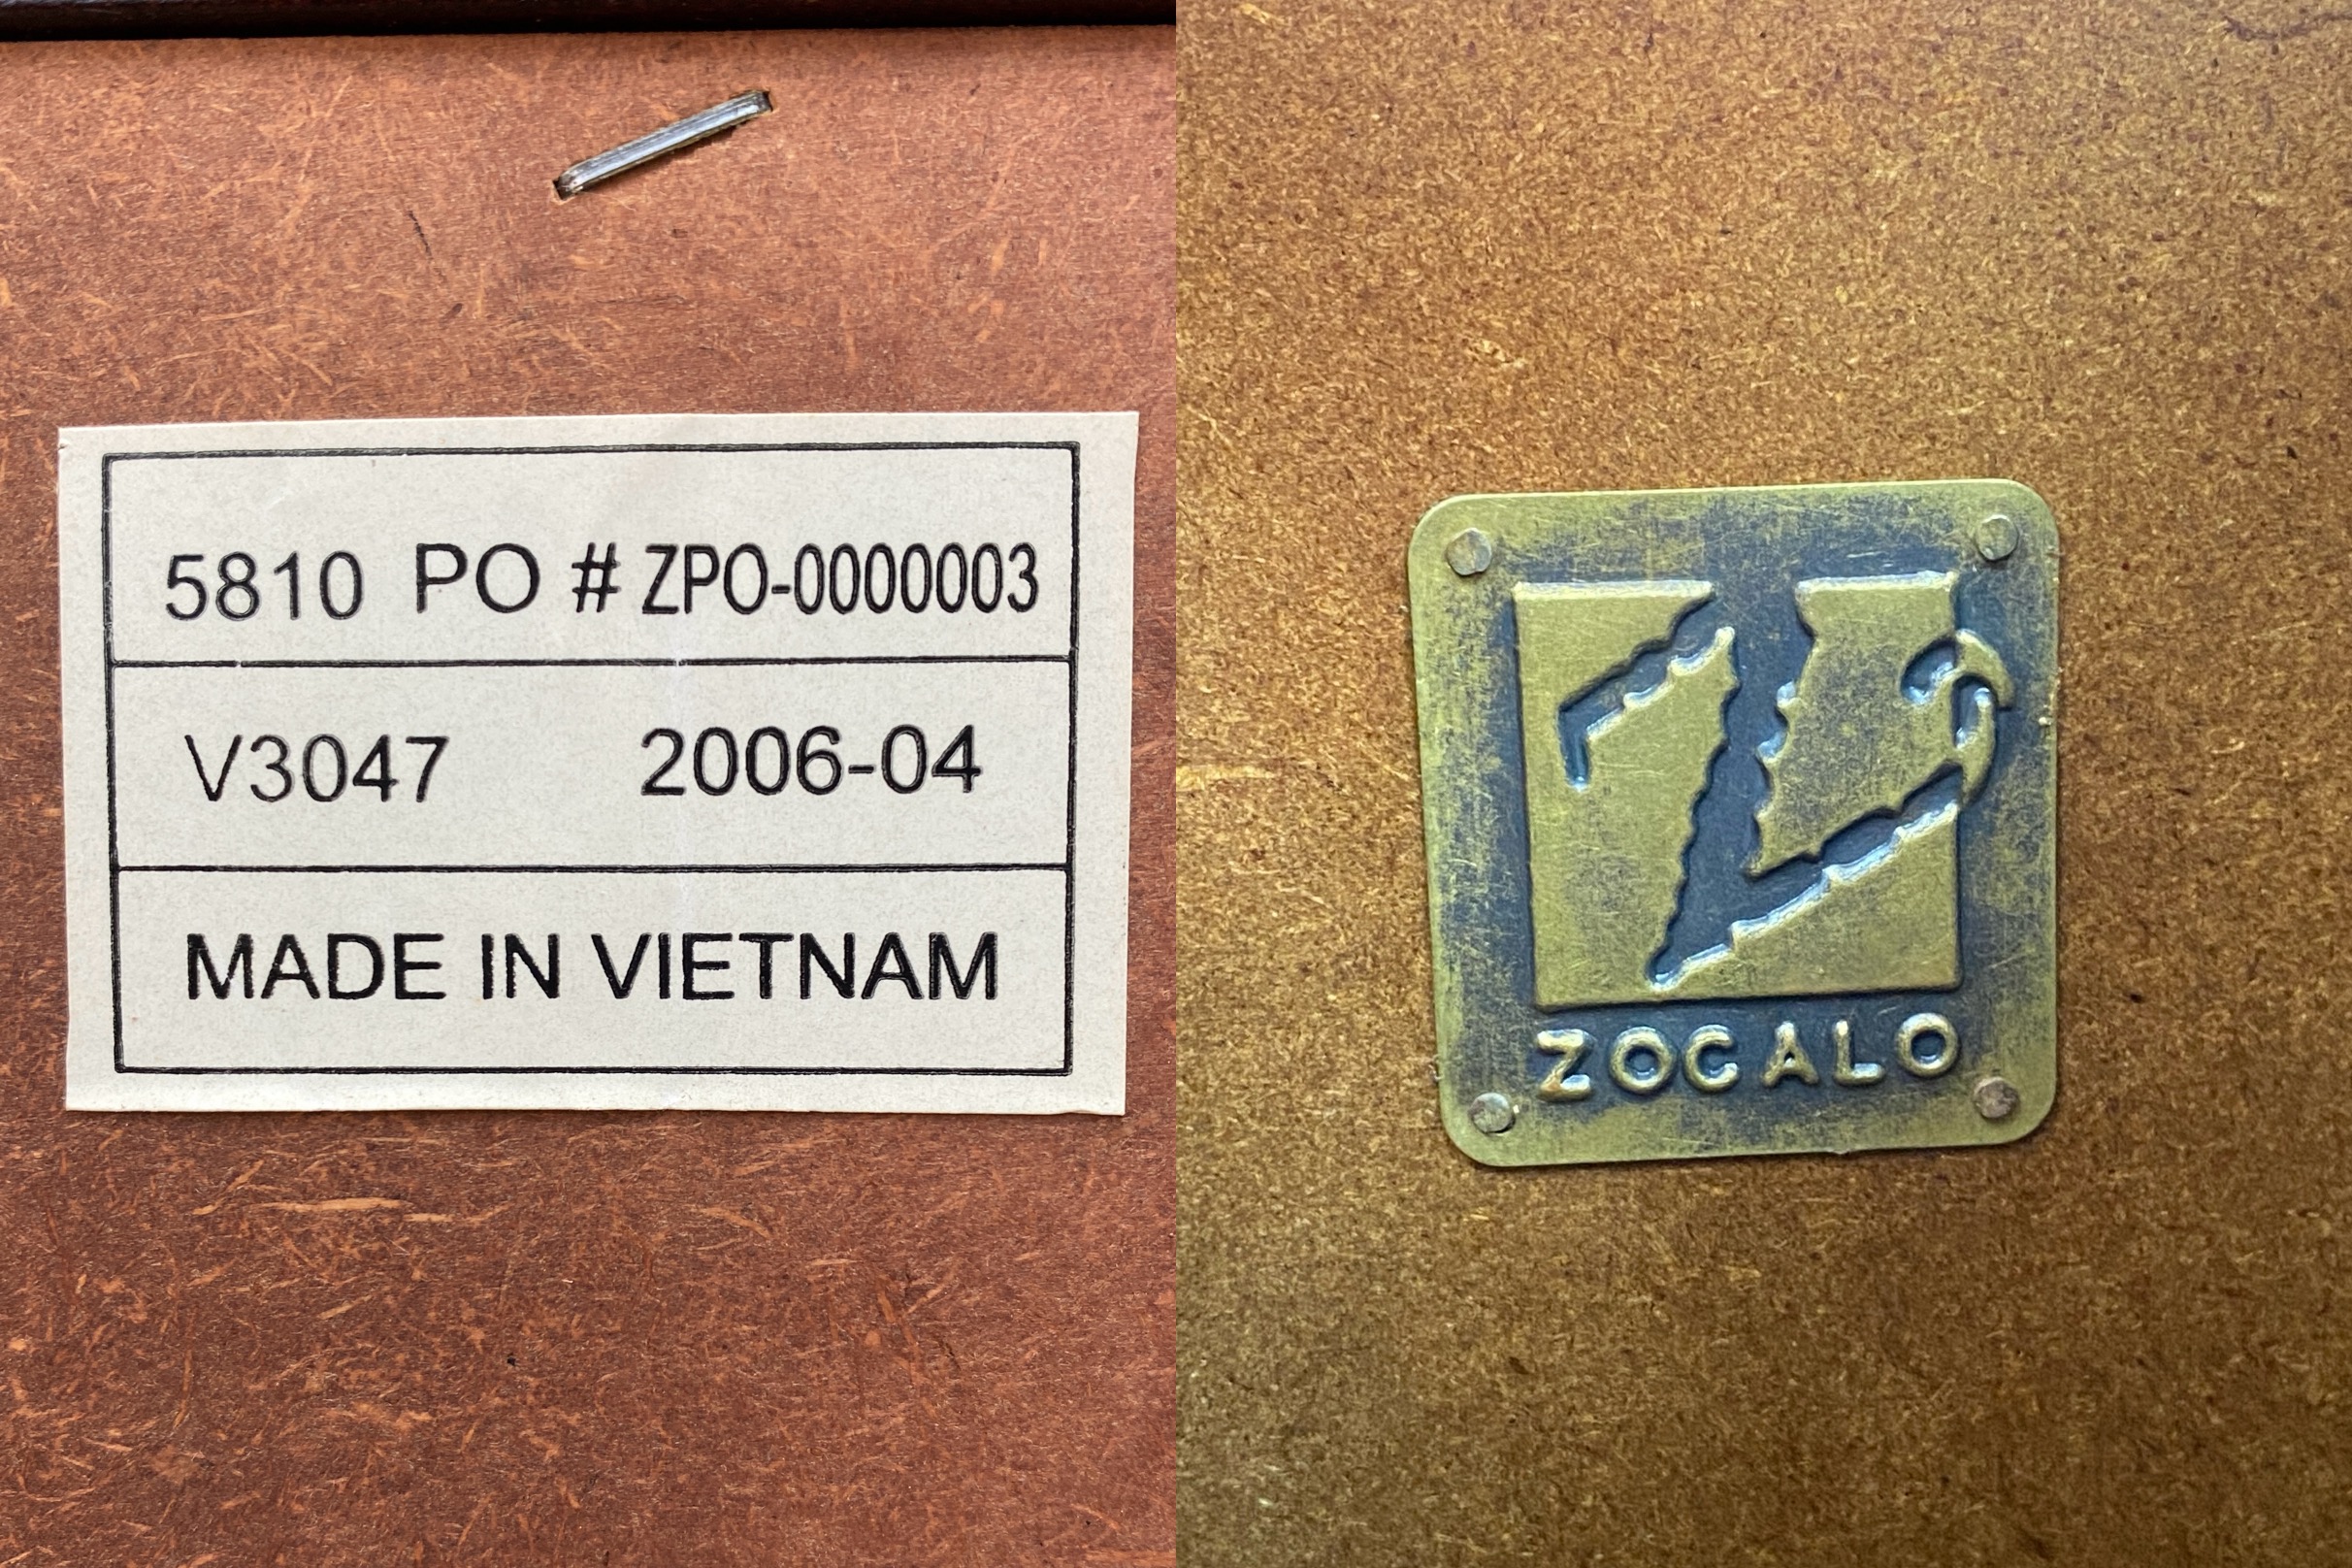 5810 PO # ZPO-0000003
V3047 2006-04
MADE IN VIETNAM
ZOCALO